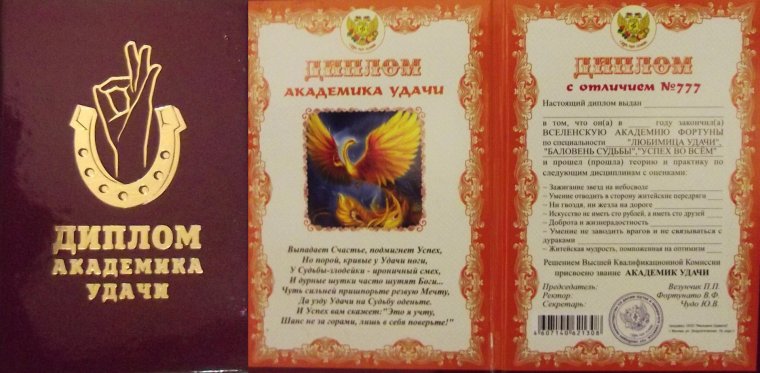 ДИПЛОМ
АКАДЕМИКА
УДАЧИ
ДИПЛОМ
АКАДЕМИКА УДАЧИ
Выпадает Счастье, подмигнет Успех,
Но порой, кривые у Удачи ноги,
У Судьбы-злодейки - ироничный смех,
И дурные шутки часто шутят Боги...
Чуть сильней пришпорьте резвую Мечту,
Да узду Удачи на Судьбу оденьте.
И Успех вам скажет:"Это я учту,
Шанс не за горами, лишь в себя поверьте!"
ДИПЛОМ
С ОТЛИЧИЕМ №777
Настоящий диплом выдан
в том, что он(а) в году закончил(а)
ВСЕЛЕНСКУЮ АКАДЕМИЮ ФОРТУНЫ
по специальности "ЛЮБИМИЦА УДАЧИ",
"БАЛОВЕНЬ СУДЬБЫ","УСПЕХ ВО ВСЁМ"
и прошел (прошла) теорию и практику по
следующим дисциплинам с оценками:
– Зажигание звезд на небосводе
– Умение отводить в сторону житейские передряги
– Ни гвоздя, ни жезла на дороге
– Искусство не иметь сто рублей, а иметь сто друзей
– Доброта и жизнерадостность
– Умение не заводить врагов и не связываться с
дураками
– Житейская мудрость, помноженная на оптимизм
Решением Высшей Квалификационной Комиссии
присвоено звание АКАДЕМИК УДАЧИ
Председатель: Везунчик П.П.
Ректор: Фортунато В.Ф.
Секретарь: Чудо Ю.В.
4607140621308